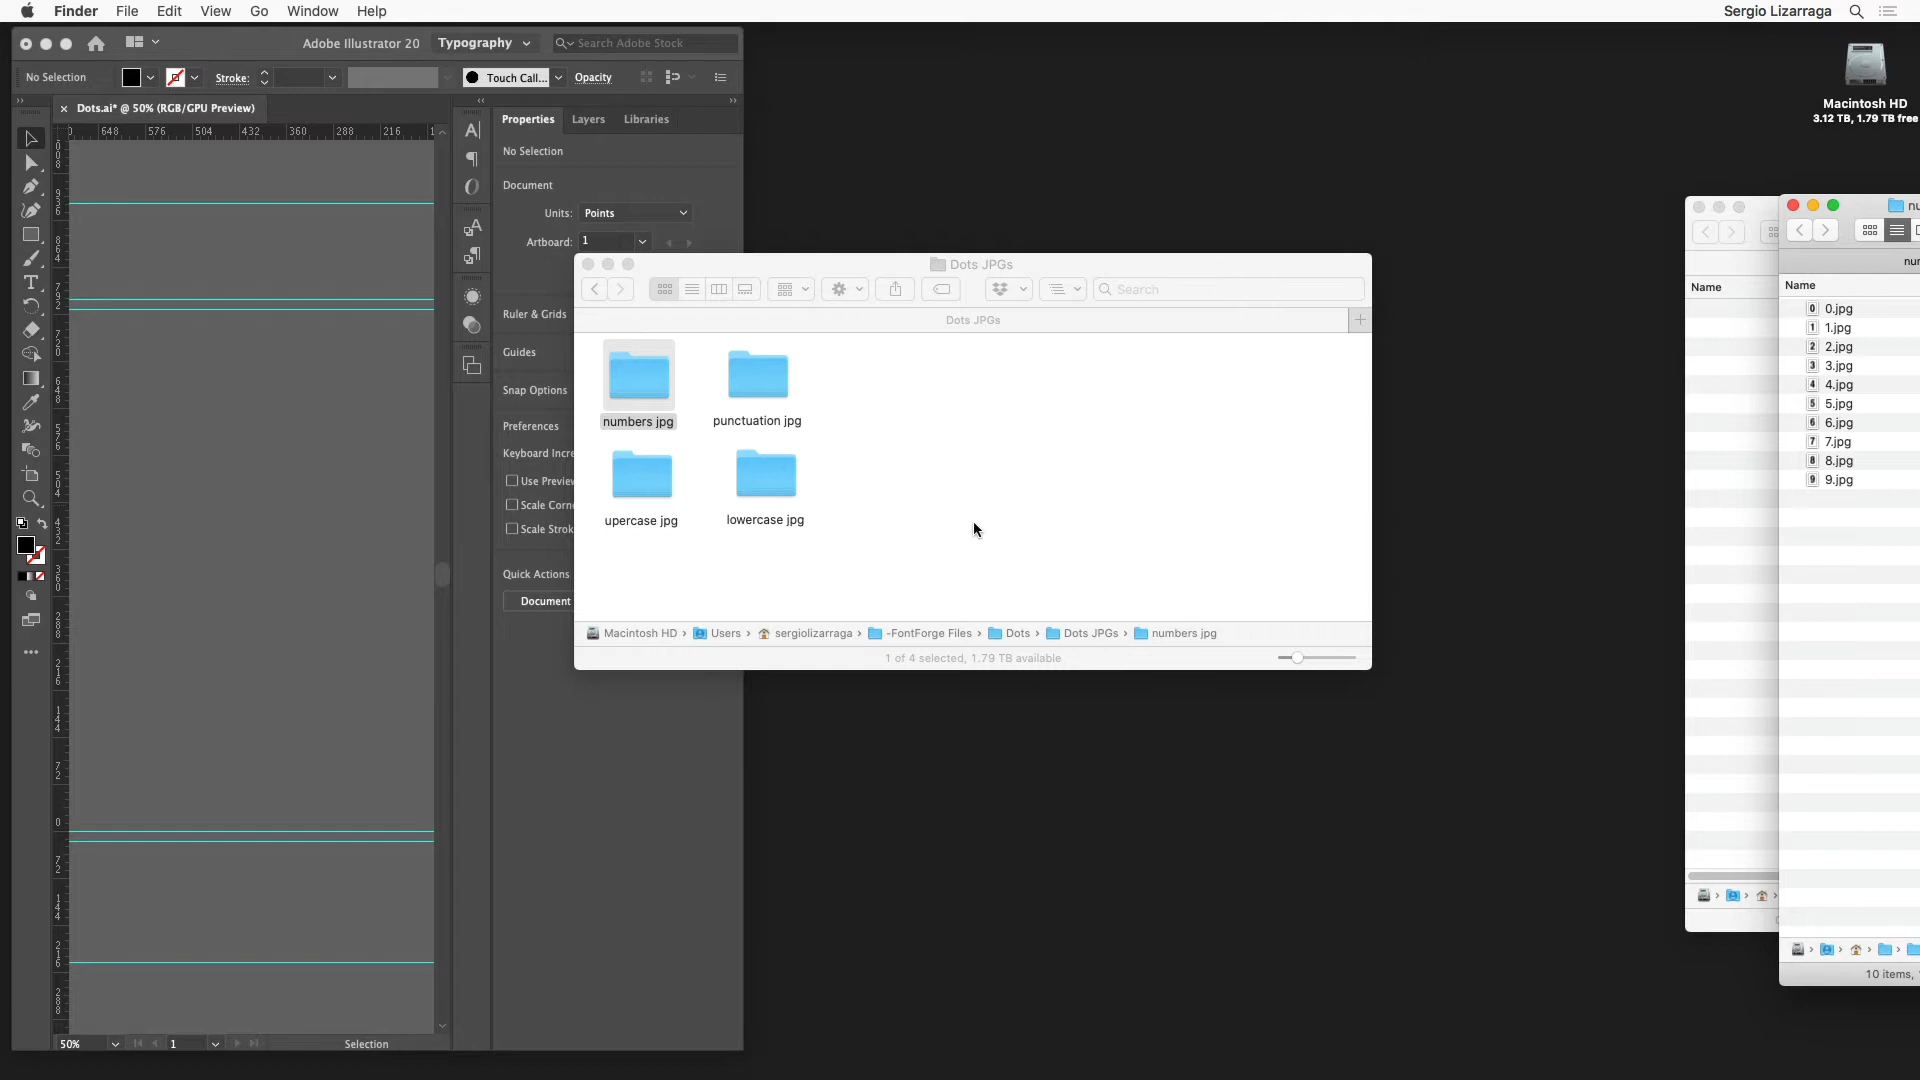 Finder File Edit View Go Window Help
Sergio Lizarraga
Adobe Illustrator 20
Typography
Search Adobe Stock
No Selection
Stroke:
Touch Call...
Opacity
× Dots.ai* @ 50% (RGB/GPU Preview)
648 576 504 432 360 288 216
Properties Layers Libraries
No Selection
Document
Units: Points
Artboard: 1
Ruler & Grids
Guides
Snap Options
Preferences
Keyboard Incre
Use Preview
Scale Corne
Scale Strok
Quick Actions
Document
50%
1
Selection
Dots JPGs
Search
Dots JPGs
numbers jpg
punctuation jpg
upercase jpg
lowercase jpg
Macintosh HD › Users › sergiolizarraga › -FontForge Files › Dots › Dots JPGs › numbers jpg
1 of 4 selected, 1.79 TB available
Macintosh HD
3.12 TB, 1.79 TB free
Name
nu
nur
Name
0.jpg
1.jpg
2.jpg
3.jpg
4.jpg
5.jpg
6.jpg
7.jpg
8.jpg
9.jpg
10 items,